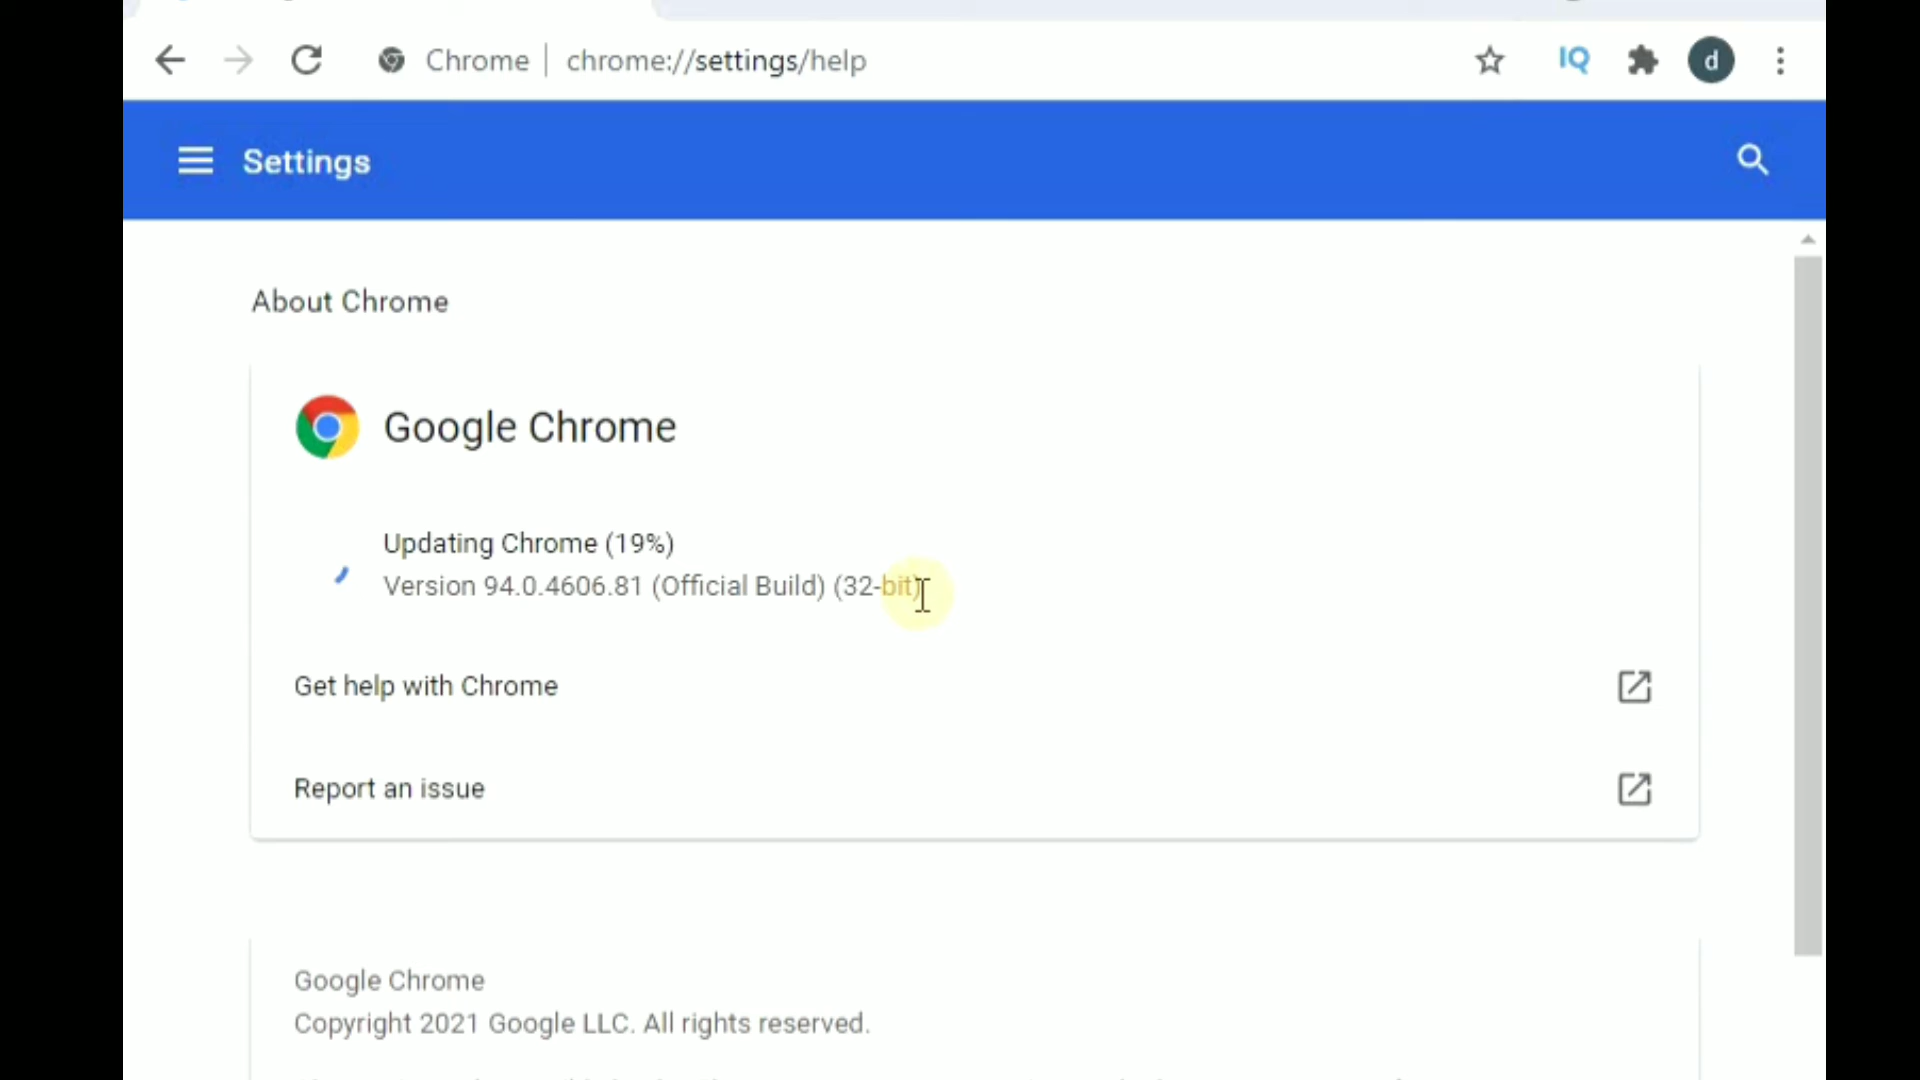 Chrome | chrome://settings/help
IQ
d
Settings
About Chrome
Google Chrome
Updating Chrome (19%)
Version 94.0.4606.81 (Official Build) (32-bit)
Get help with Chrome
Report an issue
Google Chrome
Copyright 2021 Google LLC. All rights reserved.